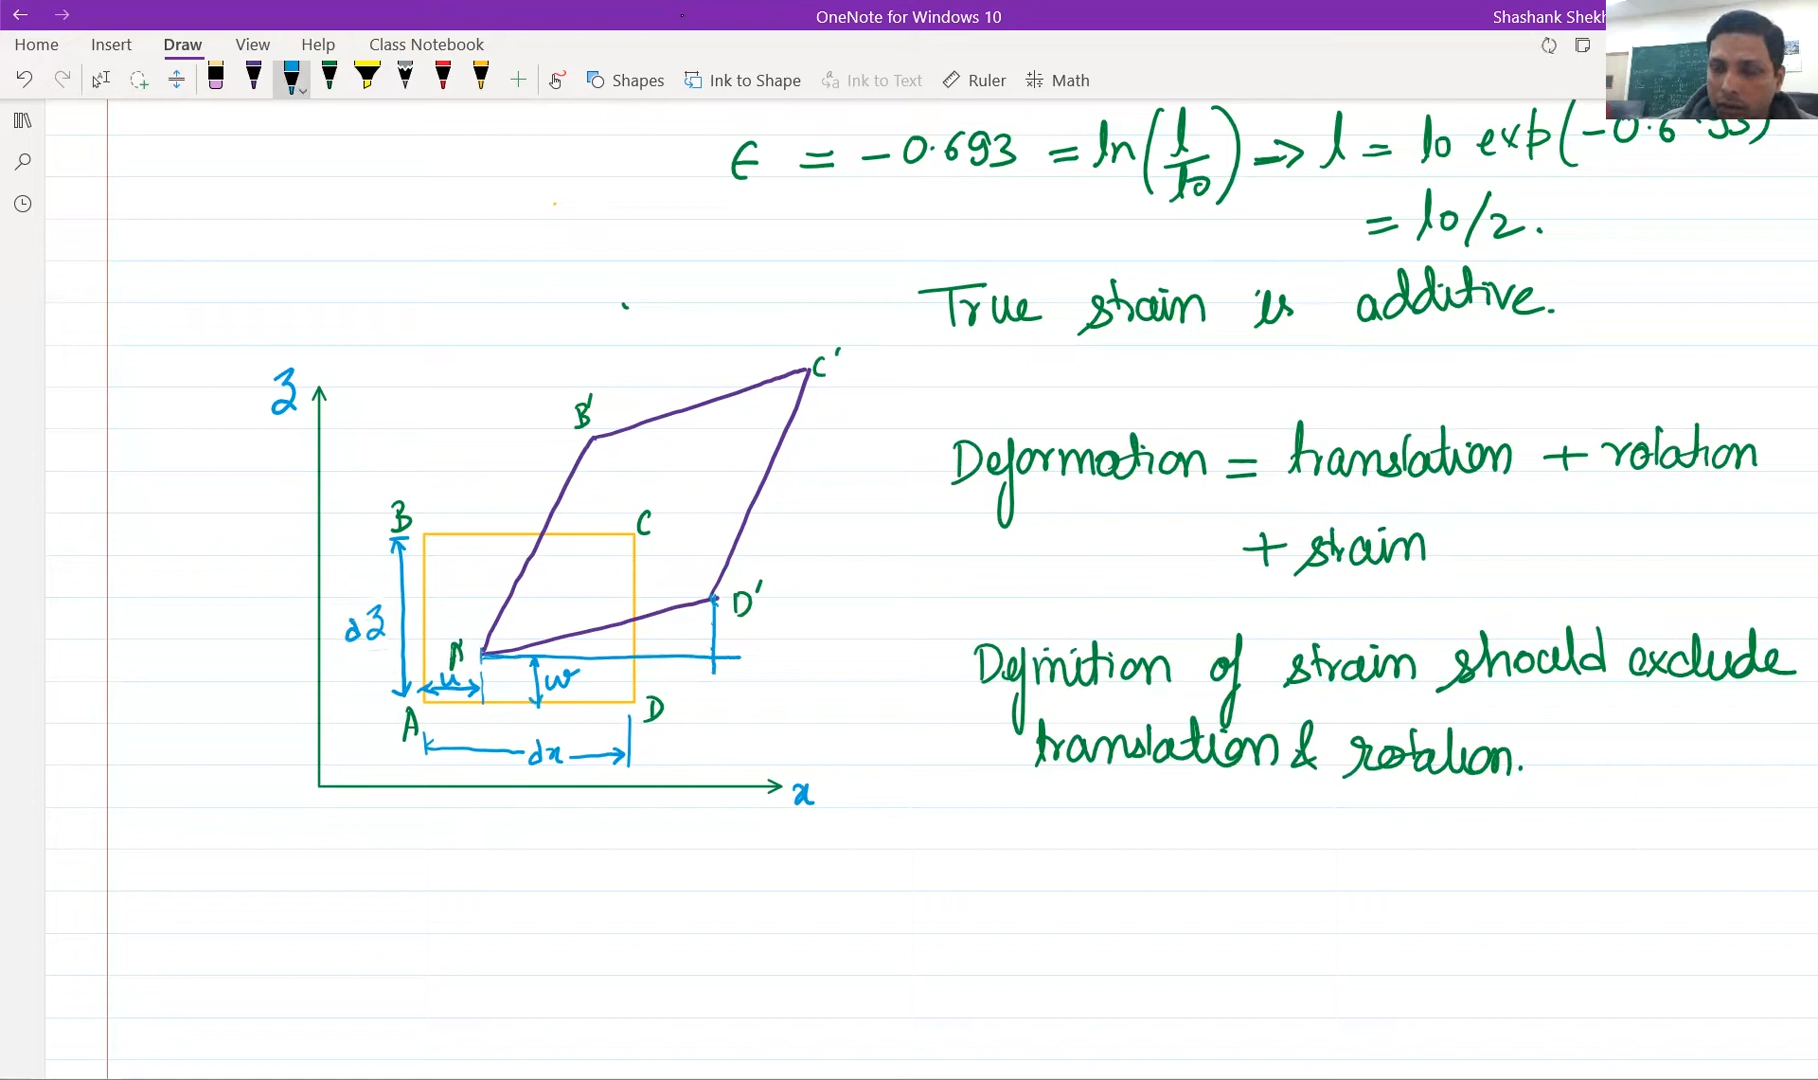 OneNote for Windows 10
Shashank Shekh
Home Insert Draw View Help Class Notebook
Shapes Ink to Shape Ink to Text Ruler Math
ϵ = -0.693 = ln(l/l0) → l = l0 exp(-0.693)
= l0/2.
True strain is additive.
Deformation = translation + rotation
+ strain
Definition of strain should exclude
translation & rotation.
z
C'
B'
B
C
dz
D'
A'
u
w
A
D
dx
x